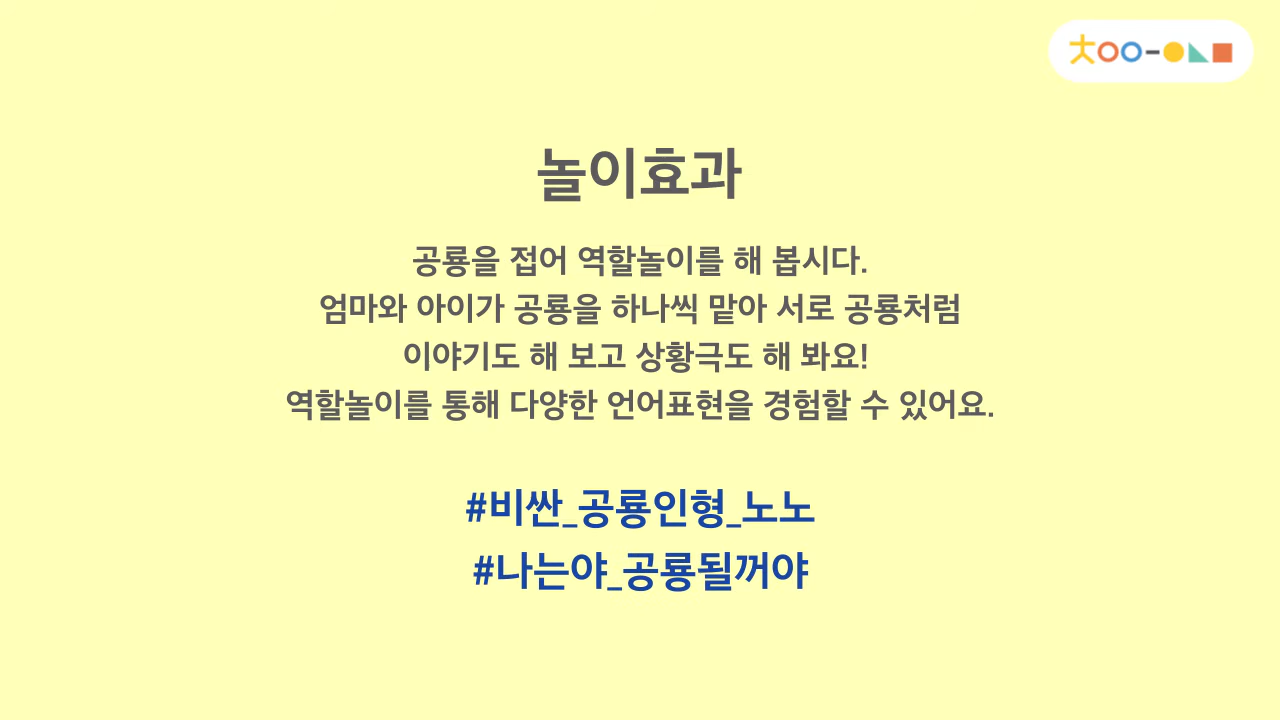 놀이효과
공룡을 접어 역할놀이를 해 봅시다.
엄마와 아이가 공룡을 하나씩 맡아 서로 공룡처럼
이야기도 해 보고 상황극도 해 봐요!
역할놀이를 통해 다양한 언어표현을 경험할 수 있어요.
#비싼_공룡인형_노노
#나는야_공룡될꺼야